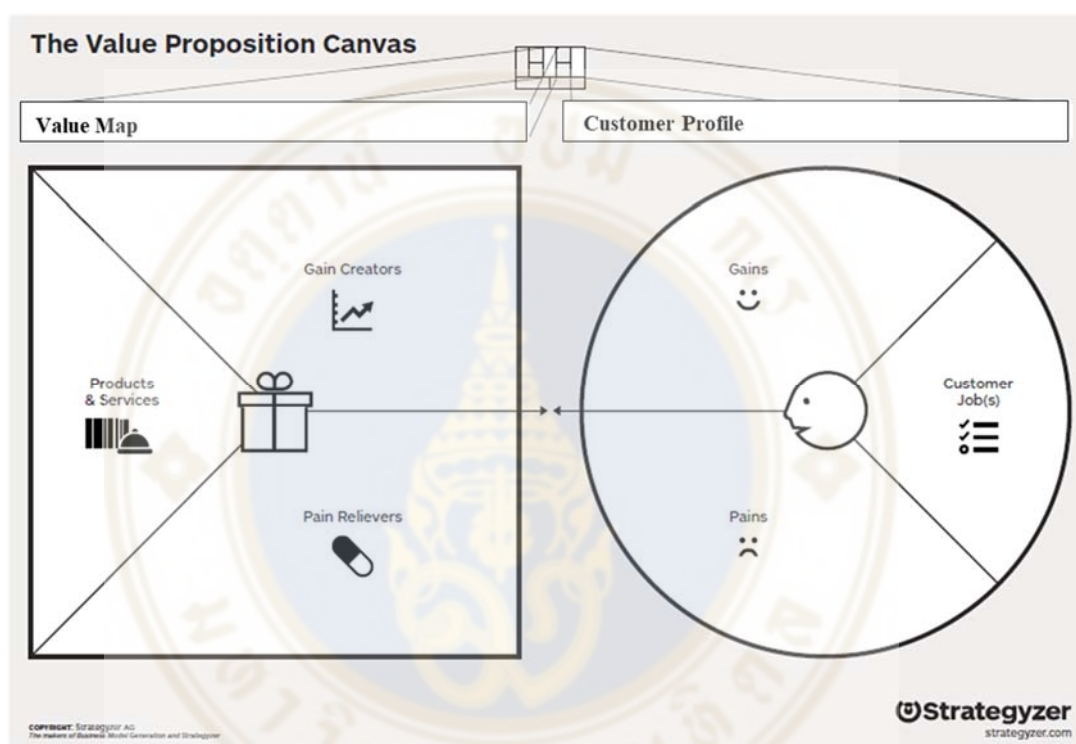 The Value Proposition Canvas
Value Map
Customer Profile
Gain Creators
Gains
Products
& Services
Customer
Job(s)
Pain Relievers
Pains
COPYRIGHT: Strategyzer AG
The makers of Business Model Generation and Strategyzer
Strategyzer
strategyzer.com